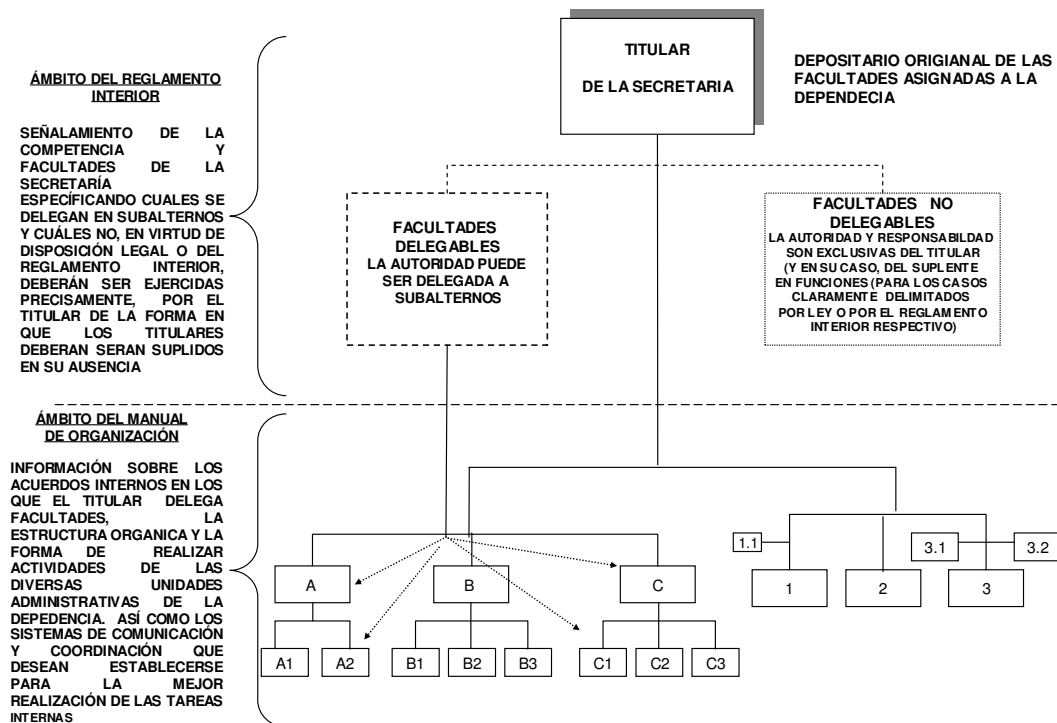 TITULAR
DE LA SECRETARIA
DEPOSITARIO ORIGIANAL DE LAS
FACULTADES ASIGNADAS A LA
DEPENDECIA
ÁMBITO DEL REGLAMENTO
INTERIOR
SEÑALAMIENTO DE LA
COMPETENCIA Y
FACULTADES DE LA
SECRETARÍA
ESPECÍFICANDO CUALES SE
DELEGAN EN SUBALTERNOS
Y CUÁLES NO, EN VIRTUD DE
DISPOSICIÓN LEGAL O DEL
REGLAMENTO INTERIOR,
DEBERÁN SER EJERCIDAS
PRECISAMENTE, POR EL
TITULAR DE LA FORMA EN
QUE LOS TITULARES
DEBERAN SERAN SUPLIDOS
EN SU AUSENCIA
FACULTADES
DELEGABLES
LA AUTORIDAD PUEDE
SER DELEGADA A
SUBALTERNOS
FACULTADES NO
DELEGABLES
LA AUTORIDAD Y RESPONSABILDAD
SON EXCLUSIVAS DEL TITULAR
(Y EN SU CASO, DEL SUPLENTE
EN FUNCIONES (PARA LOS CASOS
CLARAMENTE DELIMITADOS
POR LEY O POR EL REGLAMENTO
INTERIOR RESPECTIVO)
ÁMBITO DEL MANUAL
DE ORGANIZACIÓN
INFORMACIÓN SOBRE LOS
ACUERDOS INTERNOS EN LOS
QUE EL TITULAR DELEGA
FACULTADES, LA
ESTRUCTURA ORGANICA Y LA
FORMA DE REALIZAR
ACTIVIDADES DE LAS
DIVERSAS UNIDADES
ADMINISTRATIVAS DE LA
DEPEDENCIA. ASÍ COMO LOS
SISTEMAS DE COMUNICACIÓN
Y COORDINACIÓN QUE
DESEAN ESTABLECERSE
PARA LA MEJOR
REALIZACIÓN DE LAS TAREAS
INTERNAS
A
B
C
A1
A2
B1
B2
B3
C1
C2
C3
1.1
3.1
3.2
1
2
3